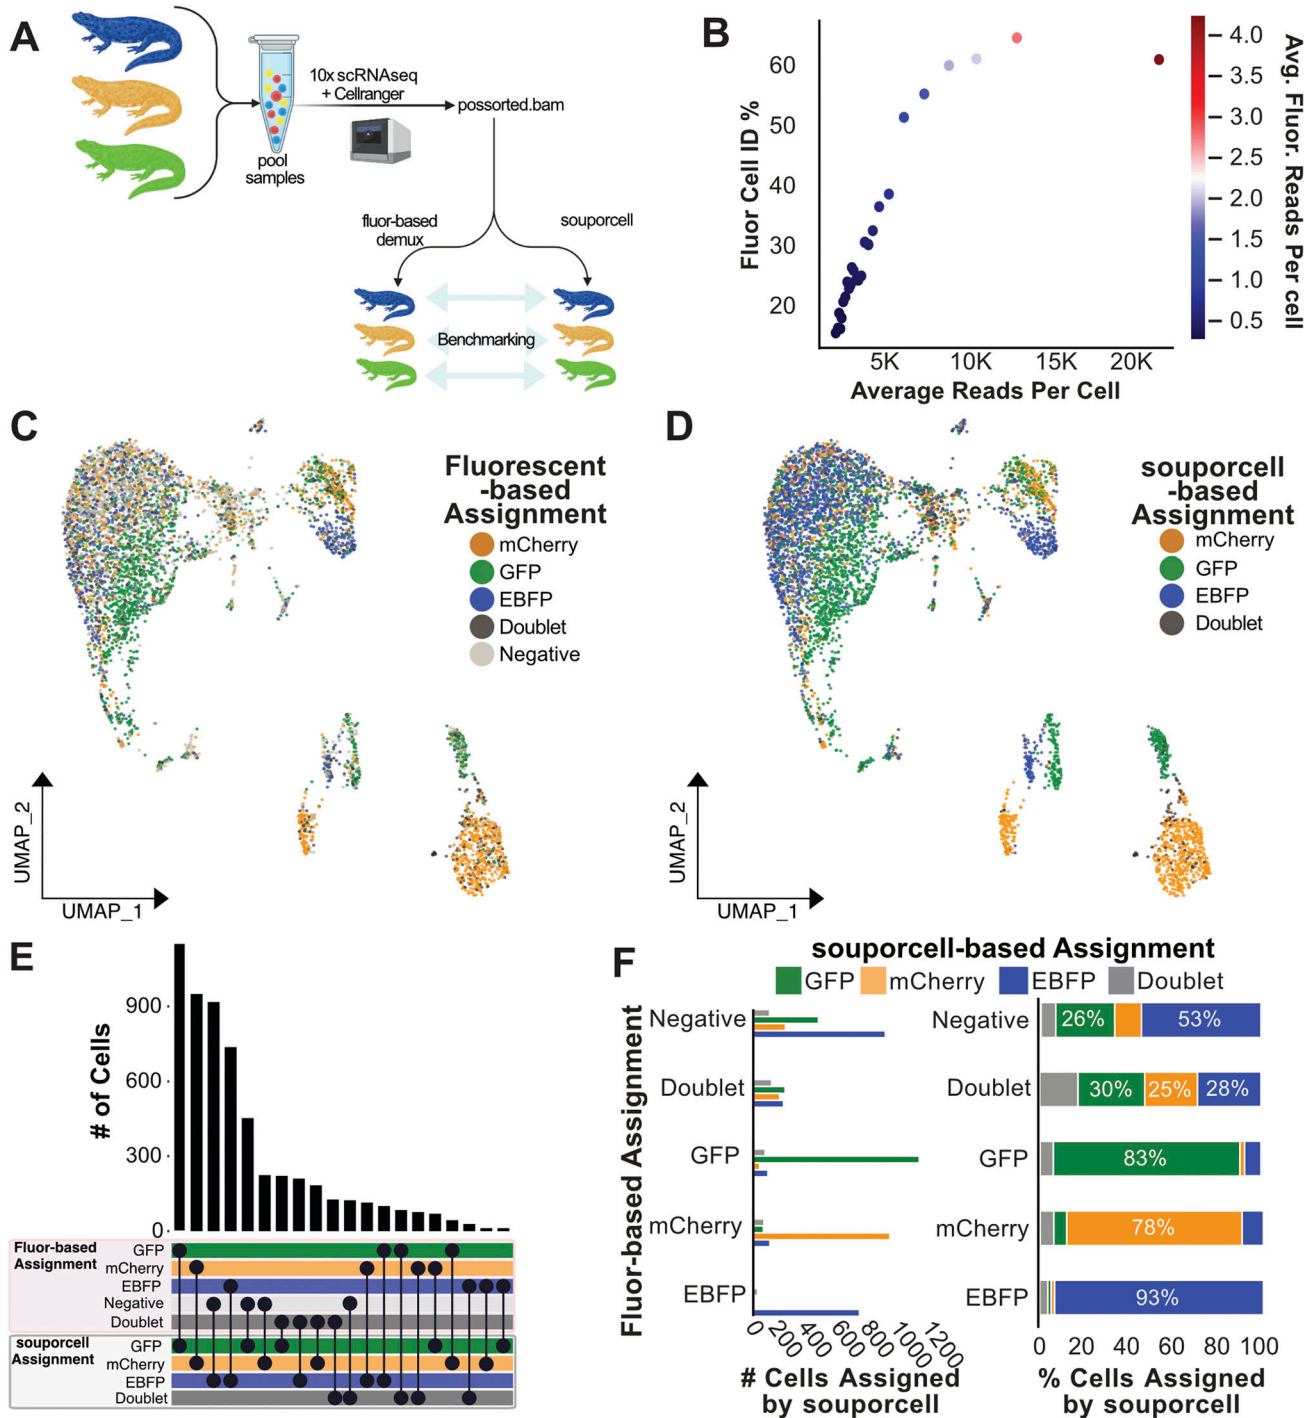 A
10x scRNAseq
+ Cellranger
possorted.bam
pool
samples
fluor-based
demux
souporcell
Benchmarking
B
Fluor Cell ID %
60
50
40
30
20
5K
10K
15K
20K
Average Reads Per Cell
4.0
3.5
3.0
2.5
2.0
1.5
1.0
0.5
Avg. Fluor. Reads Per cell
C
Fluorescent
-based
Assignment
mCherry
GFP
EBFP
Doublet
Negative
UMAP_2
UMAP_1
D
souporcell
-based
Assignment
mCherry
GFP
EBFP
Doublet
UMAP_2
UMAP_1
E
# of Cells
900
600
300
0
Fluor-based
Assignment
GFP
mCherry
EBFP
Negative
Doublet
souporcell
Assignment
GFP
mCherry
EBFP
Doublet
F
souporcell-based Assignment
GFP
mCherry
EBFP
Doublet
Fluor-based Assignment
Negative
Doublet
GFP
mCherry
EBFP
0
200
400
600
800
1000
1200
# Cells Assigned
by souporcell
Negative
26%
53%
Doublet
30%
25%
28%
GFP
83%
mCherry
78%
EBFP
93%
0
20
40
60
80
100
% Cells Assigned
by souporcell